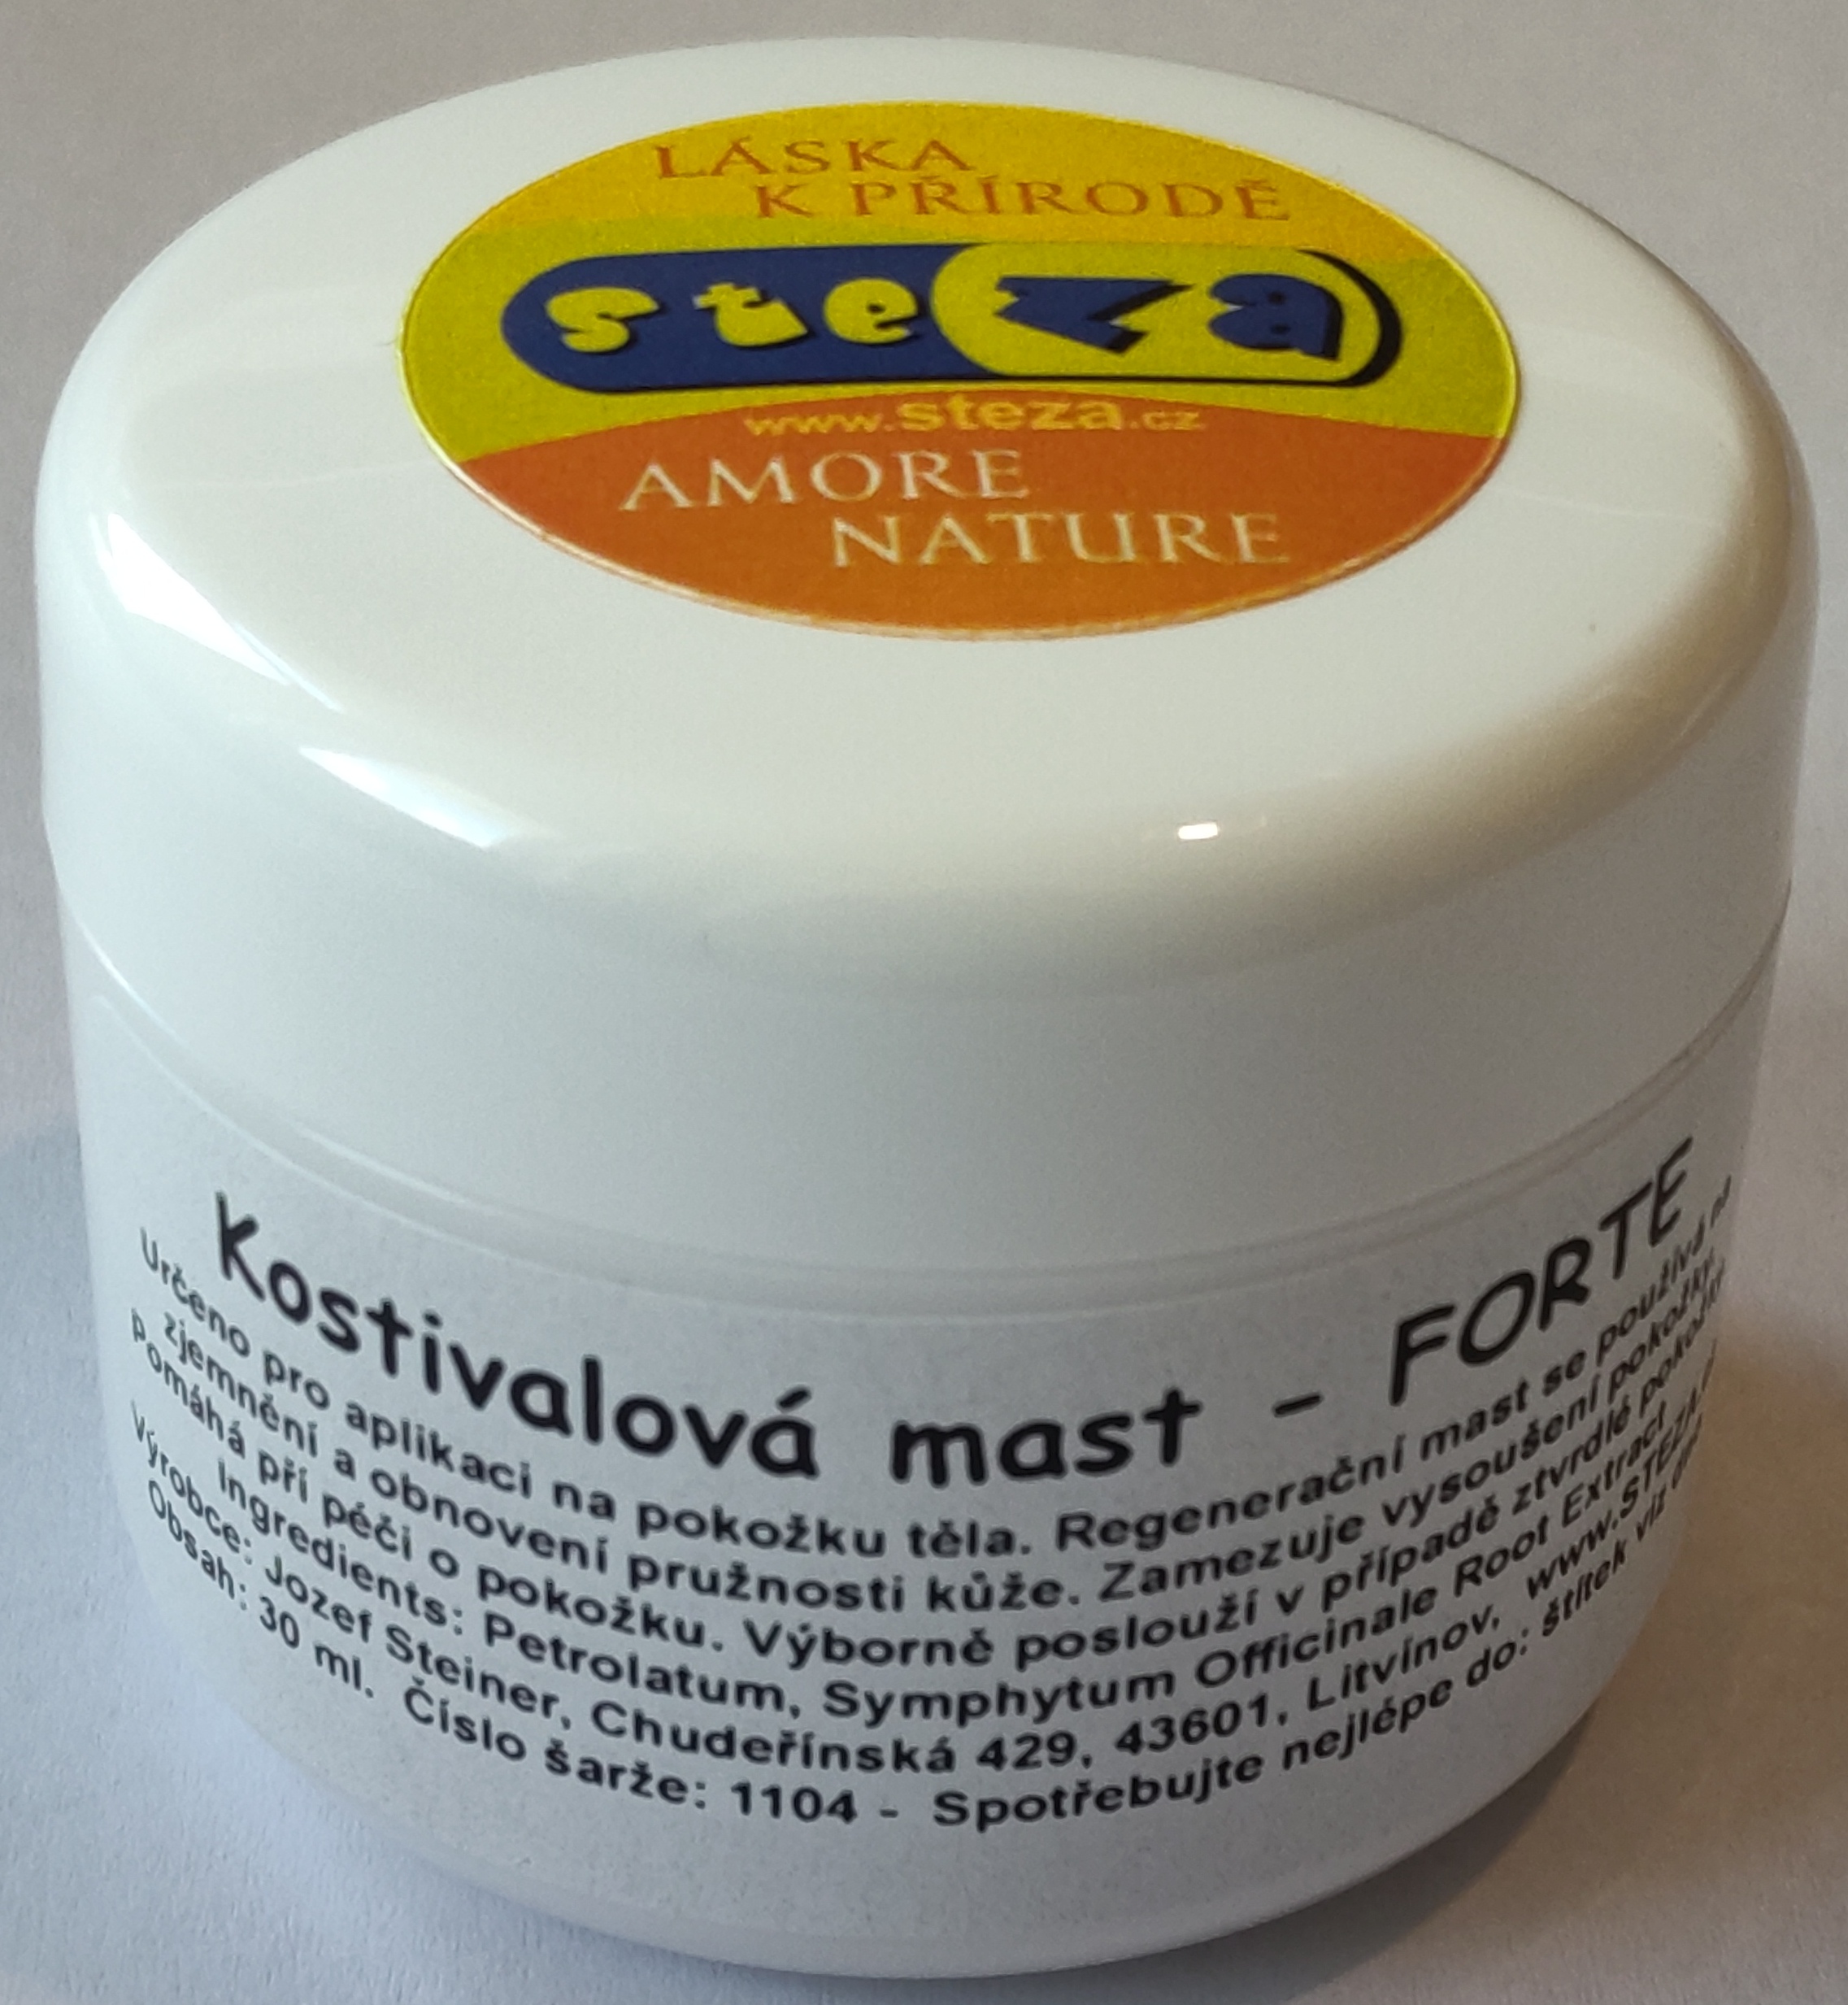 LÁSKA
K PŘÍRODĚ
steza
www.steza.cz
AMORE
NATURE
Kostivalová mast - FORTE
Určeno pro aplikaci na pokožku těla. Regenerační mast se používá na
zjemnění a obnovení pružnosti kůže. Zamezuje vysoušení pokožky.
Pomáhá při péči o pokožku. Výborně poslouží v případě ztvrdlé pokožky.
Ingredients: Petrolatum, Symphytum Officinale Root Extract
Výrobce: Jozef Steiner, Chudeřínská 429, 43601, Litvínov, www.STEZA.
Obsah: 30 ml. Číslo šarže: 1104 - Spotřebujte nejlépe do: štítek viz